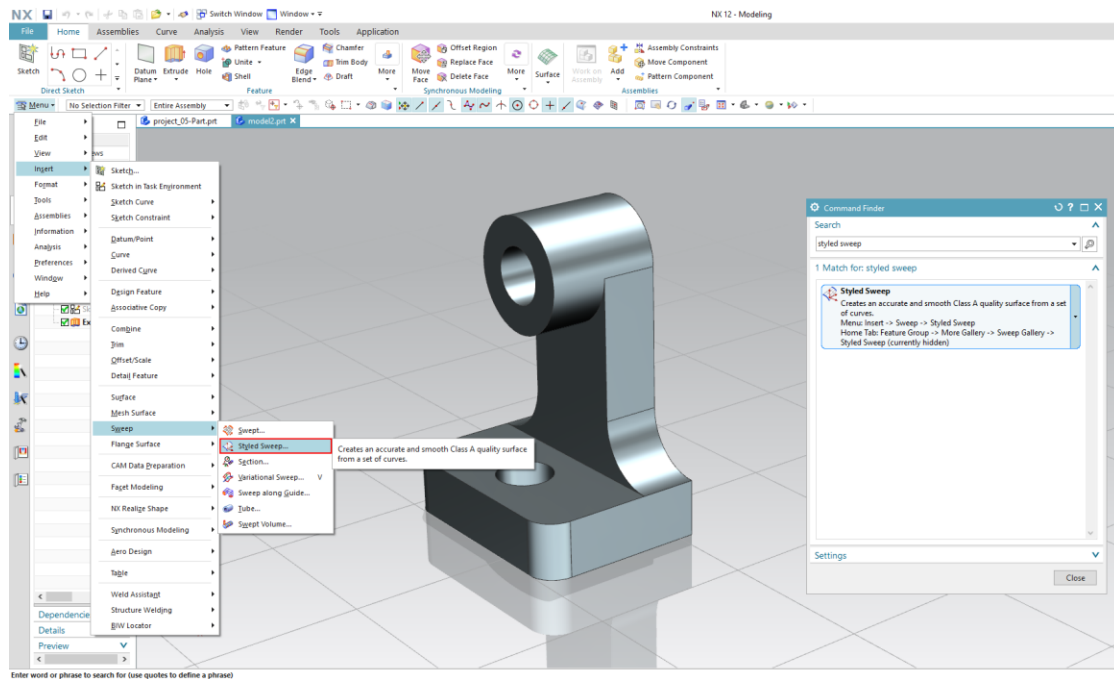 NX
Switch Window
Window
NX 12 - Modeling
File
Home
Assemblies
Curve
Analysis
View
Render
Tools
Application
Sketch
Direct Sketch
Datum Plane
Extrude
Hole
Pattern Feature
Unite
Shell
Edge Blend
Chamfer
Trim Body
Draft
More
Feature
Move Face
Offset Region
Replace Face
Delete Face
More
Synchronous Modeling
Surface
Work on Assembly
Add
Assembly Constraints
Move Component
Pattern Component
Assemblies
Menu
No Selection Filter
Entire Assembly
project_05-Part.prt
model2.prt
File
Edit
View
Insert
Format
Tools
Assemblies
Information
Analysis
Preferences
Window
Help
Sketch...
Sketch in Task Environment
Sketch Curve
Sketch Constraint
Datum/Point
Curve
Derived Curve
Design Feature
Associative Copy
Combine
Trim
Offset/Scale
Detail Feature
Surface
Mesh Surface
Sweep
Flange Surface
CAM Data Preparation
Facet Modeling
NX Realize Shape
Synchronous Modeling
Aero Design
Table
Weld Assistant
Structure Welding
BIW Locator
Swept...
Styled Sweep...
Section...
Variational Sweep... V
Sweep along Guide...
Tube...
Swept Volume...
Creates an accurate and smooth Class A quality surface
from a set of curves.
Dependencie
Details
Preview
Command Finder
Search
styled sweep
1 Match for: styled sweep
Styled Sweep
Creates an accurate and smooth Class A quality surface from a set
of curves.
Menu: Insert -> Sweep -> Styled Sweep
Home Tab: Feature Group -> More Gallery -> Sweep Gallery ->
Styled Sweep (currently hidden)
Settings
Close
Enter word or phrase to search for (use quotes to define a phrase)